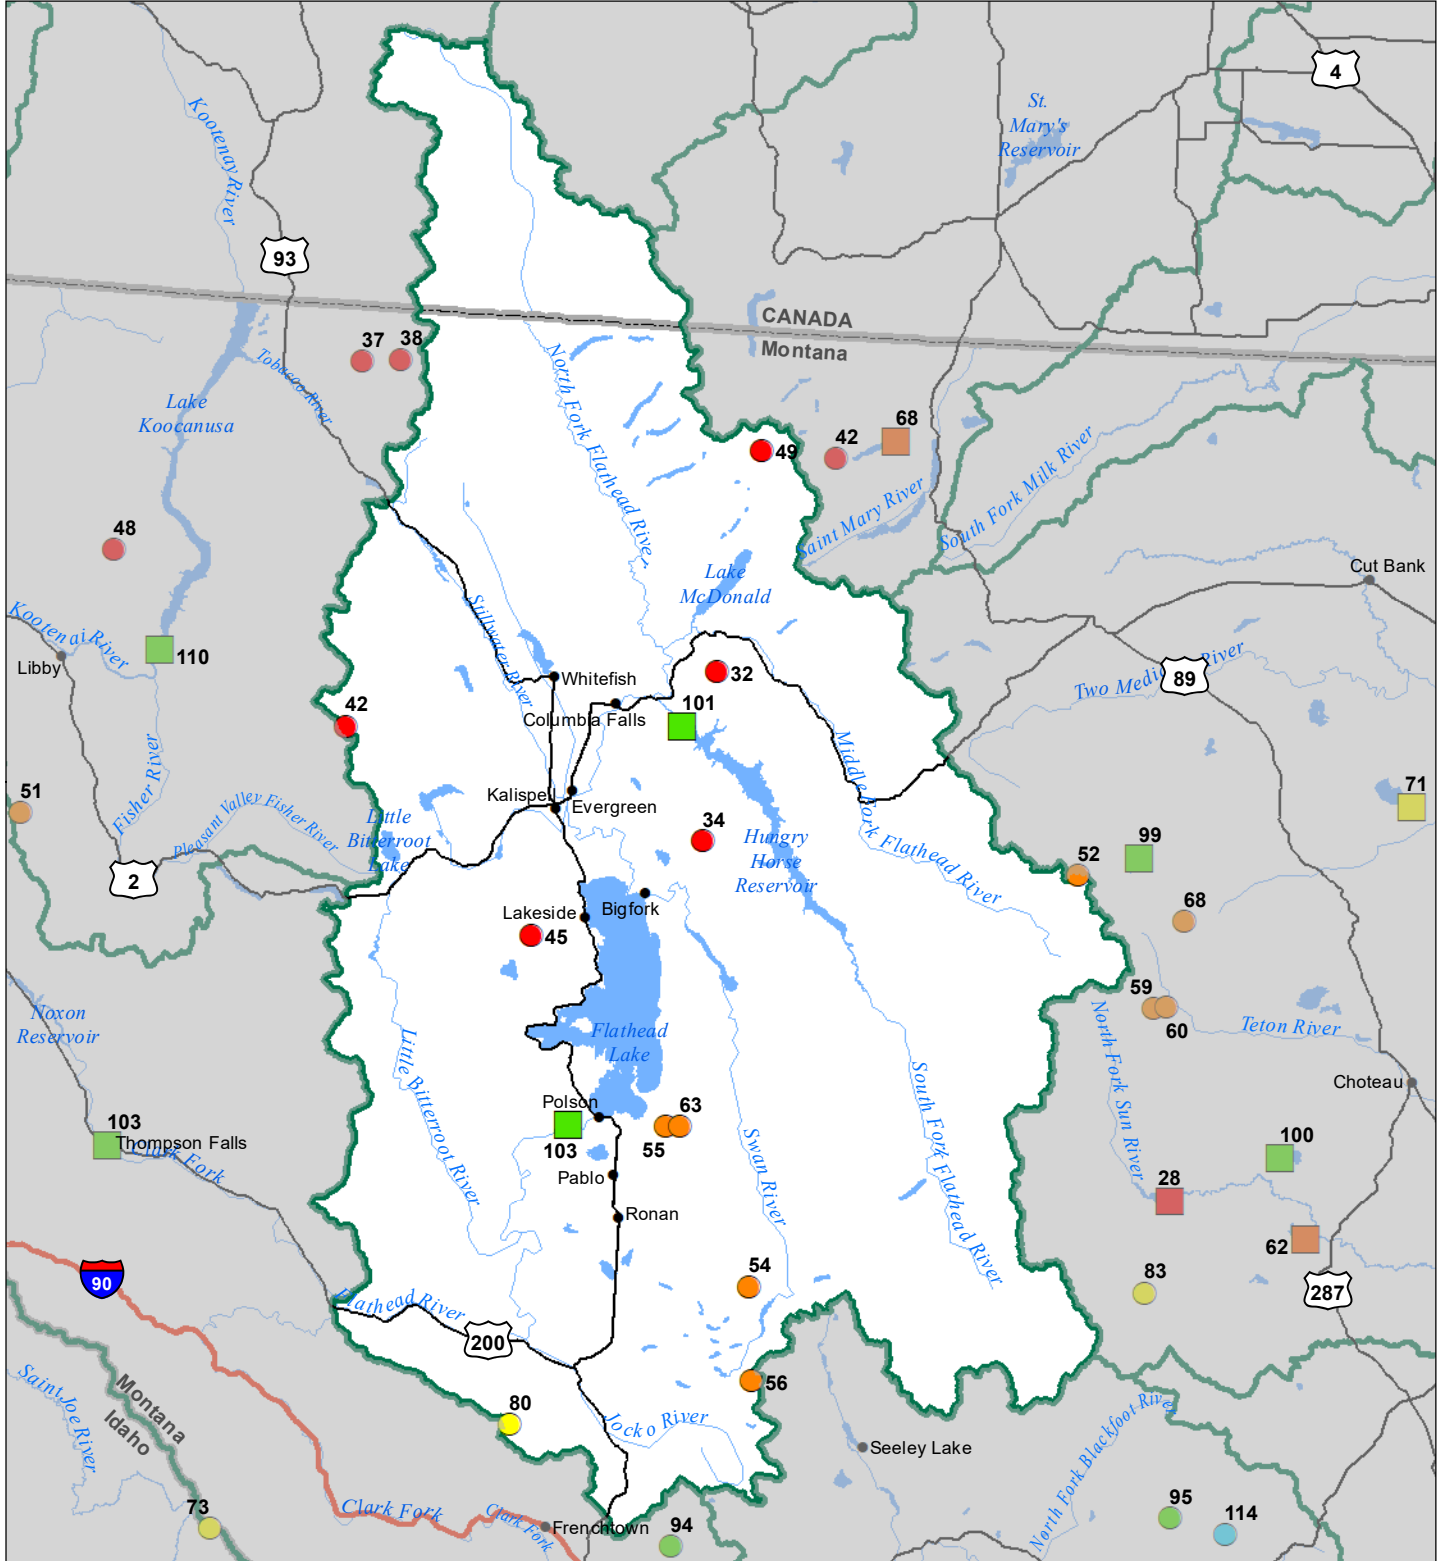 4
St.
Mary's
Reservoir
Kootenay River
93
CANADA
Montana
37
38
Tobacco River
North Fork Flathead River
Lake
Koocanusa
68
42
49
South Fork Milk River
Saint Mary River
48
Cut Bank
Lake
McDonald
Stillwater River
Kootenai River
Libby
110
Two Medicine River
89
32
Whitefish
101
Columbia Falls
42
Middle Fork Flathead River
Fisher River
51
71
Kalispell
Evergreen
Pleasant Valley Fisher River
Little
Bitterroot
Lake
34
Hungry
Horse
Reservoir
99
52
2
Bigfork
Lakeside
68
45
59
60
Noxon
Reservoir
North Fork Sun River
Teton River
Flathead
Lake
Little Bitterroot River
South Fork Flathead River
Choteau
Polson
63
55
103
103
Thompson Falls
Clark Fork
Swan River
100
Pablo
28
Ronan
62
90
54
83
287
Flathead River
200
Saint Joe River
Montana
Idaho
56
80
Jocko River
North Fork Blackfoot River
Seeley Lake
73
Clark Fork
Clark Fork
Frenchtown
94
95
114